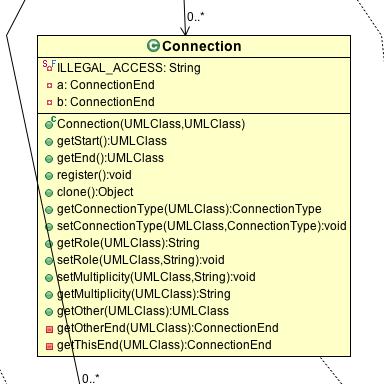 0..*
C Connection
S F ILLEGAL_ACCESS: String
a: ConnectionEnd
b: ConnectionEnd
C Connection(UMLClass,UMLClass)
getStart():UMLClass
getEnd():UMLClass
register():void
clone():Object
getConnectionType(UMLClass):ConnectionType
setConnectionType(UMLClass,ConnectionType):void
getRole(UMLClass):String
setRole(UMLClass,String):void
setMultiplicity(UMLClass,String):void
getMultiplicity(UMLClass):String
getOther(UMLClass):UMLClass
getOtherEnd(UMLClass):ConnectionEnd
getThisEnd(UMLClass):ConnectionEnd
0..*